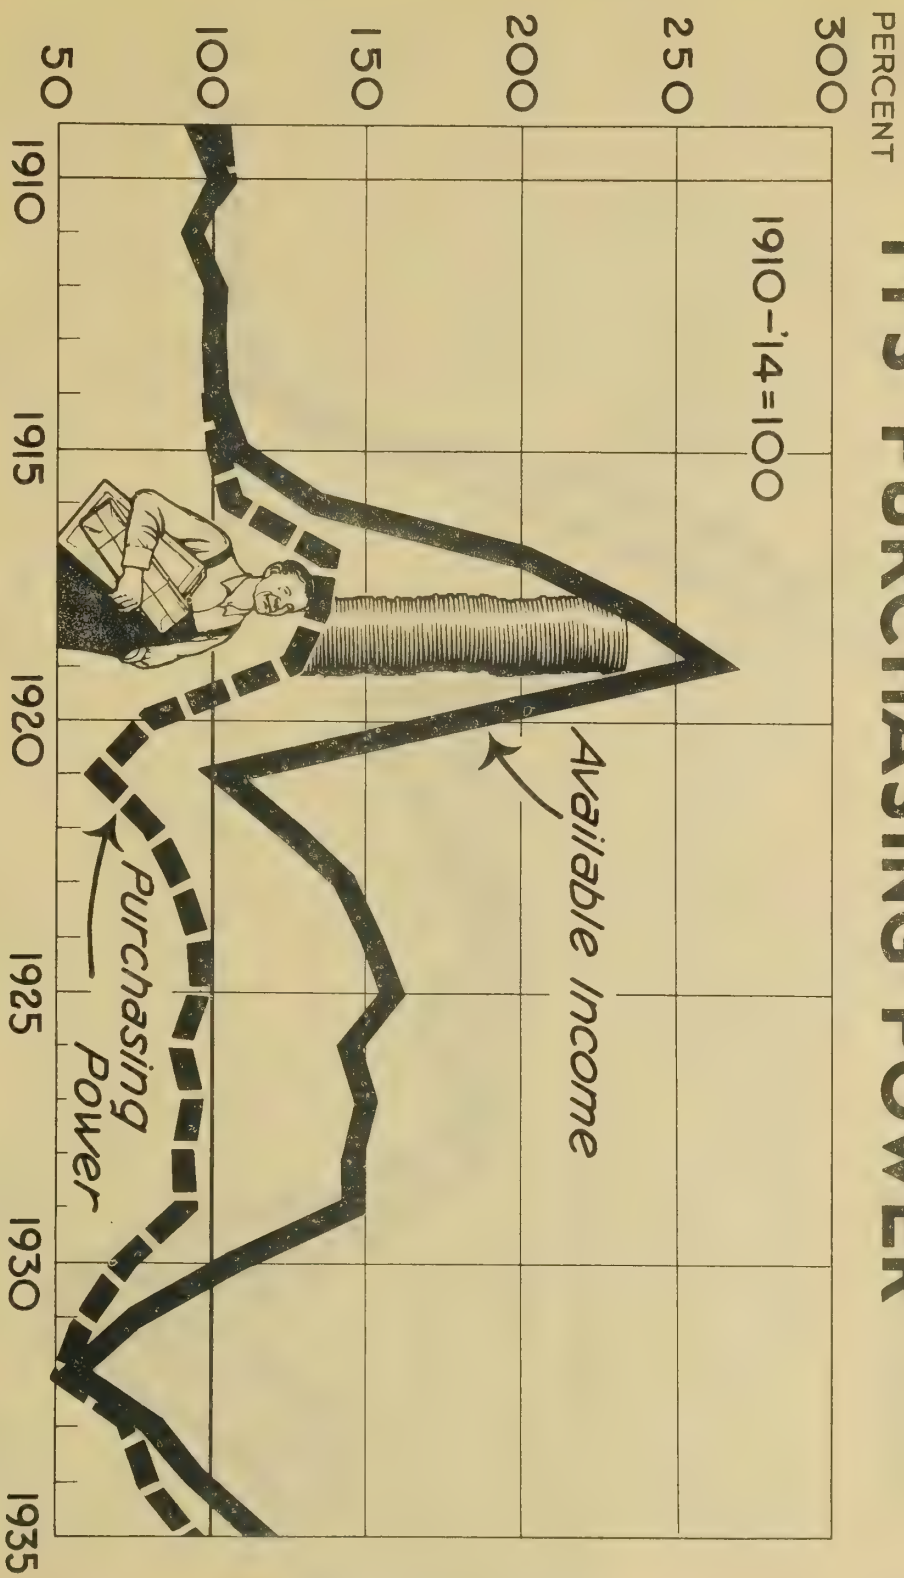 ITS PURCHASING POWER
PERCENT
300
250
200
150
100
50
1910-'14=100
Available Income
Purchasing
Power
1910
1915
1920
1925
1930
1935